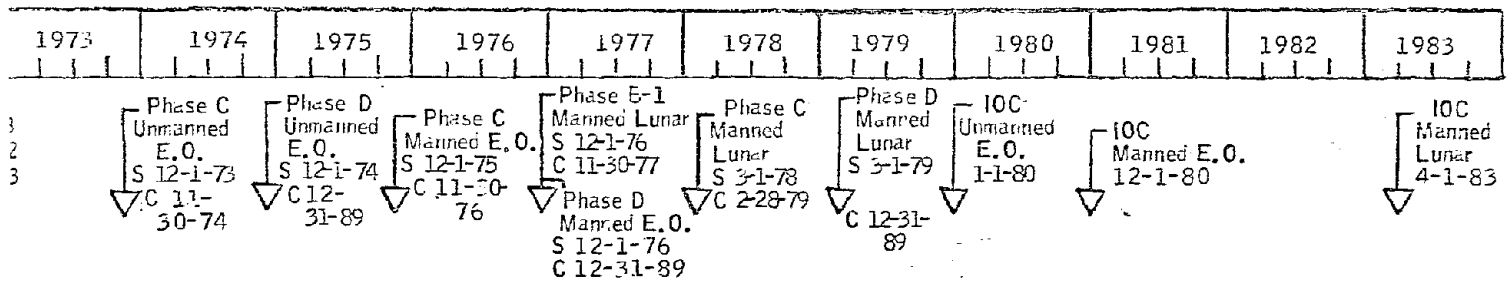 1973 1974 1975 1976 1977 1978 1979 1980 1981 1982 1983
3
2
3
Phase C
Unmanned
E.O.
S 12-1-73
C 11-
30-74
Phase D
Unmanned
E.O.
S 12-1-74
C 12-
31-89
Phase C
Manned E.O.
S 12-1-75
C 11-30-
76
Phase B-1
Manned Lunar
S 12-1-76
C 11-30-77
Phase D
Manned E.O.
S 12-1-76
C 12-31-89
Phase C
Manned
Lunar
S 3-1-78
C 2-28-79
Phase D
Manned
Lunar
S 3-1-79
C 12-31-
89
IOC
Unmanned
E.O.
1-1-80
IOC
Manned E.O.
12-1-80
IOC
Manned
Lunar
4-1-83